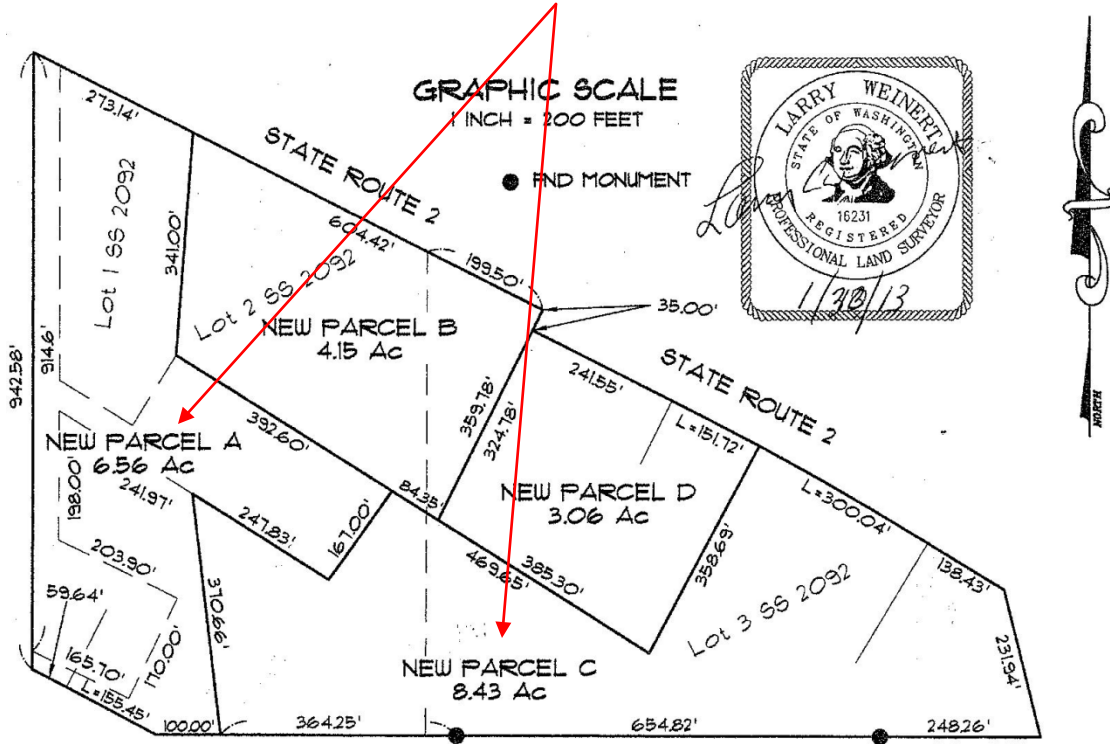 GRAPHIC SCALE
1 INCH = 200 FEET
FND MONUMENT
LARRY WEINERT
STATE OF WASHINGTON
16231
REGISTERED
PROFESSIONAL LAND SURVEYOR
NORTH
273.14'
STATE ROUTE 2
604.42'
199.50'
35.00'
Lot 1 SS 2092
341.00'
Lot 2 SS 2092
NEW PARCEL B
4.15 Ac
942.58'
914.6'
241.55'
STATE ROUTE 2
L=151.72'
L=300.04'
138.43'
359.78'
324.78'
392.60'
NEW PARCEL A
6.56 Ac
198.00'
241.97'
247.83'
167.00'
84.35'
NEW PARCEL D
3.06 Ac
469.65'
385.30'
358.69'
Lot 3 SS 2092
203.90'
59.64'
165.70'
170.00'
370.66'
L=155.45'
100.00'
NEW PARCEL C
8.43 Ac
231.94'
364.25'
654.82'
248.26'